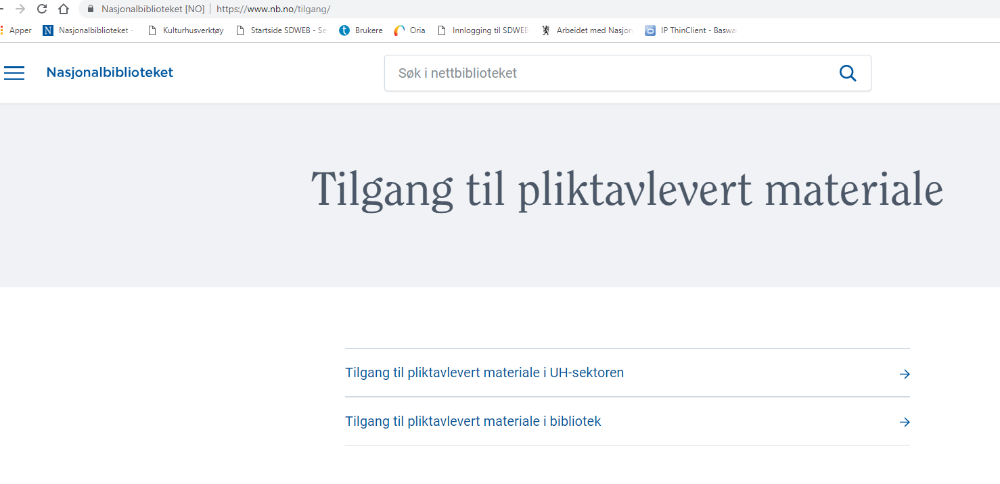 Nasjonalbiblioteket [NO] | https://www.nb.no/tilgang/
Apper Nasjonalbiblioteket - Kulturhusverktøy Startside SDWEB - Se Brukere Oria Innlogging til SDWEB Arbeidet med Nasjon IP ThinClient - Baswa
Nasjonalbiblioteket
Søk i nettbiblioteket
Tilgang til pliktavlevert materiale
Tilgang til pliktavlevert materiale i UH-sektoren
Tilgang til pliktavlevert materiale i bibliotek